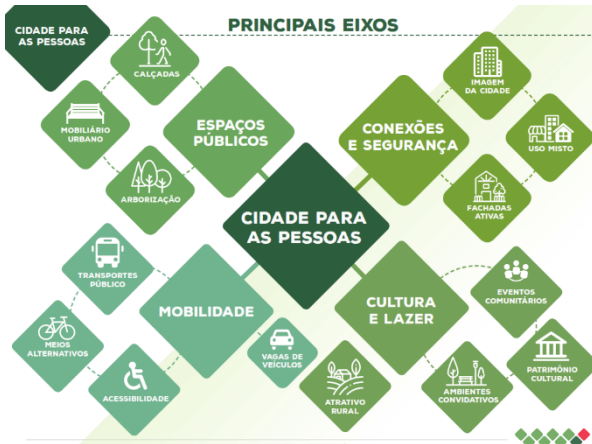 CIDADE PARA
AS PESSOAS
PRINCIPAIS EIXOS
CALÇADAS
MOBILIÁRIO
URBANO
ARBORIZAÇÃO
ESPAÇOS
PÚBLICOS
CONEXÕES
E SEGURANÇA
IMAGEM
DA CIDADE
USO MISTO
FACHADAS
ATIVAS
CIDADE PARA
AS PESSOAS
TRANSPORTES
PÚBLICO
MEIOS
ALTERNATIVOS
ACESSIBILIDADE
MOBILIDADE
VAGAS DE
VEÍCULOS
CULTURA
E LAZER
EVENTOS
COMUNITÁRIOS
PATRIMÔNIO
CULTURAL
AMBIENTES
CONVIDATIVOS
ATRATIVO
RURAL